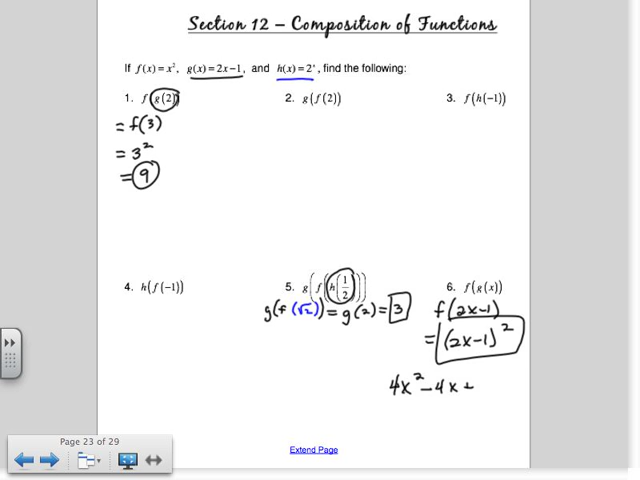 Section 12 – Composition of Functions
If f(x)=x², g(x)=2x−1, and h(x)=2ˣ, find the following:
1. f(g(2))
2. g(f(2))
3. f(h(−1))
= f(3)
= 3²
= 9
4. h(f(−1))
5. g(f(h(1/2)))
6. f(g(x))
g(f(√2)) = g(2) = 3
f(2x-1)
= (2x-1)²
4x² - 4x +
Page 23 of 29
Extend Page